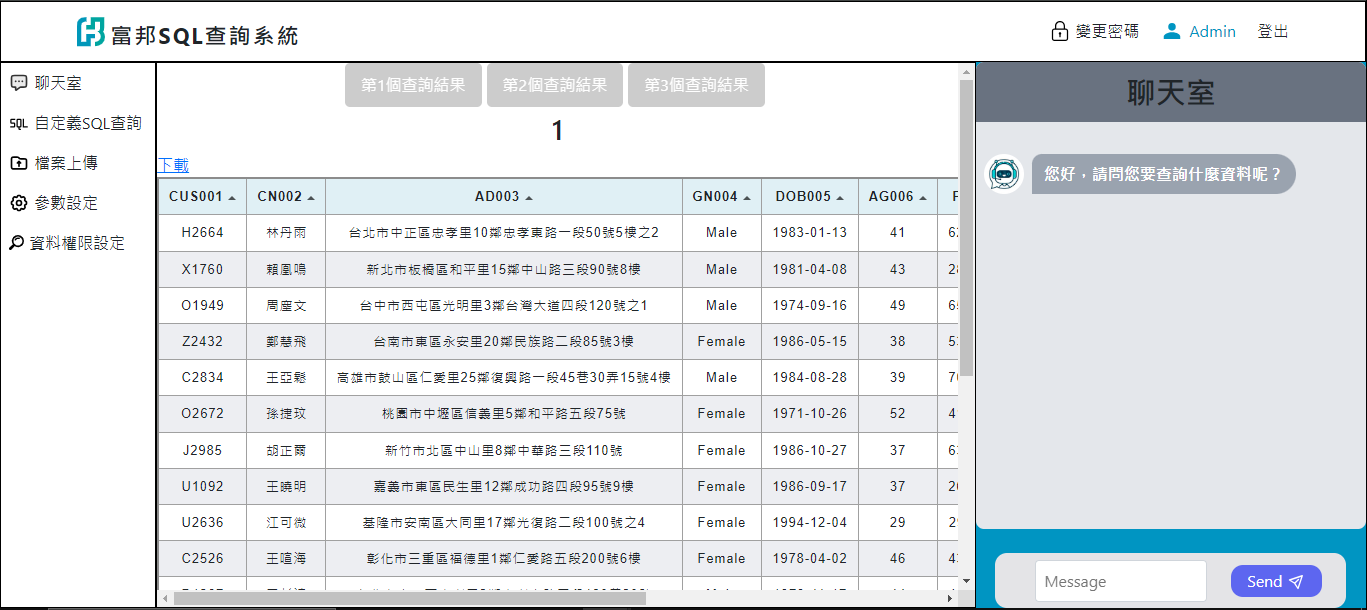 富邦SQL查詢系統
變更密碼 Admin 登出
聊天室
SQL 自定義SQL查詢
檔案上傳
參數設定
資料權限設定
第1個查詢結果 第2個查詢結果 第3個查詢結果
1
下載
CUS001 CN002 AD003 GN004 DOB005 AG006
H2664 林丹雨 台北市中正區忠孝里10鄰忠孝東路一段50號5樓之2 Male 1983-01-13 41
X1760 賴鳳鳴 新北市板橋區和平里15鄰中山路三段90號8樓 Male 1981-04-08 43
O1949 周塵文 台中市西屯區光明里3鄰台灣大道四段120號之1 Male 1974-09-16 49
Z2432 鄭慧飛 台南市東區永安里20鄰民族路二段85號3樓 Female 1986-05-15 38
C2834 王亞鬆 高雄市鼓山區仁愛里25鄰復興路一段45巷30弄15號4樓 Male 1984-08-28 39
O2672 孫捷玟 桃園市中壢區信義里5鄰和平路五段75號 Female 1971-10-26 52
J2985 胡正爾 新竹市北區中山里8鄰中華路三段110號 Female 1986-10-27 37
U1092 王曉明 嘉義市東區民生里12鄰成功路四段95號9樓 Female 1986-09-17 37
U2636 江可微 基隆市安南區大同里17鄰光復路二段100號之4 Female 1994-12-04 29
C2526 王喧海 彰化市三重區福德里1鄰仁愛路五段200號6樓 Female 1978-04-02 46
聊天室
您好，請問您要查詢什麼資料呢？
Message
Send